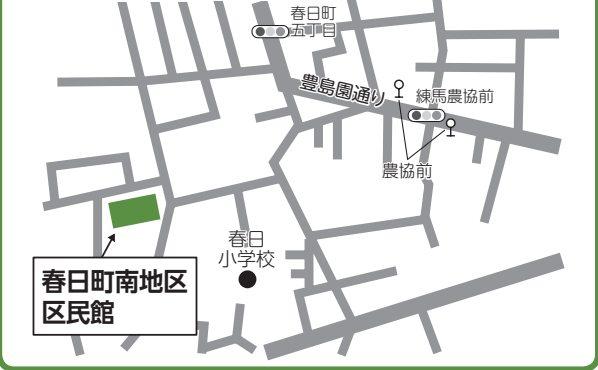 春日町
五丁目
豊島園通り
練馬農協前
農協前
春日
小学校
春日町南地区
区民館